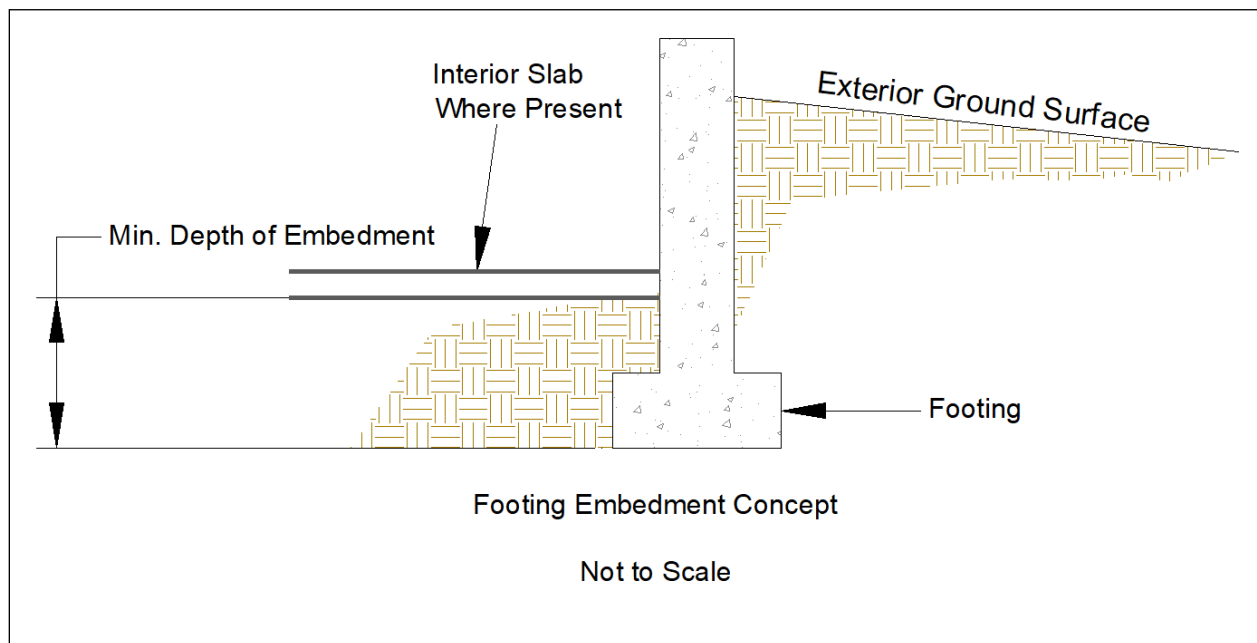 Interior Slab
Where Present
Exterior Ground Surface
Min. Depth of Embedment
Footing
Footing Embedment Concept
Not to Scale